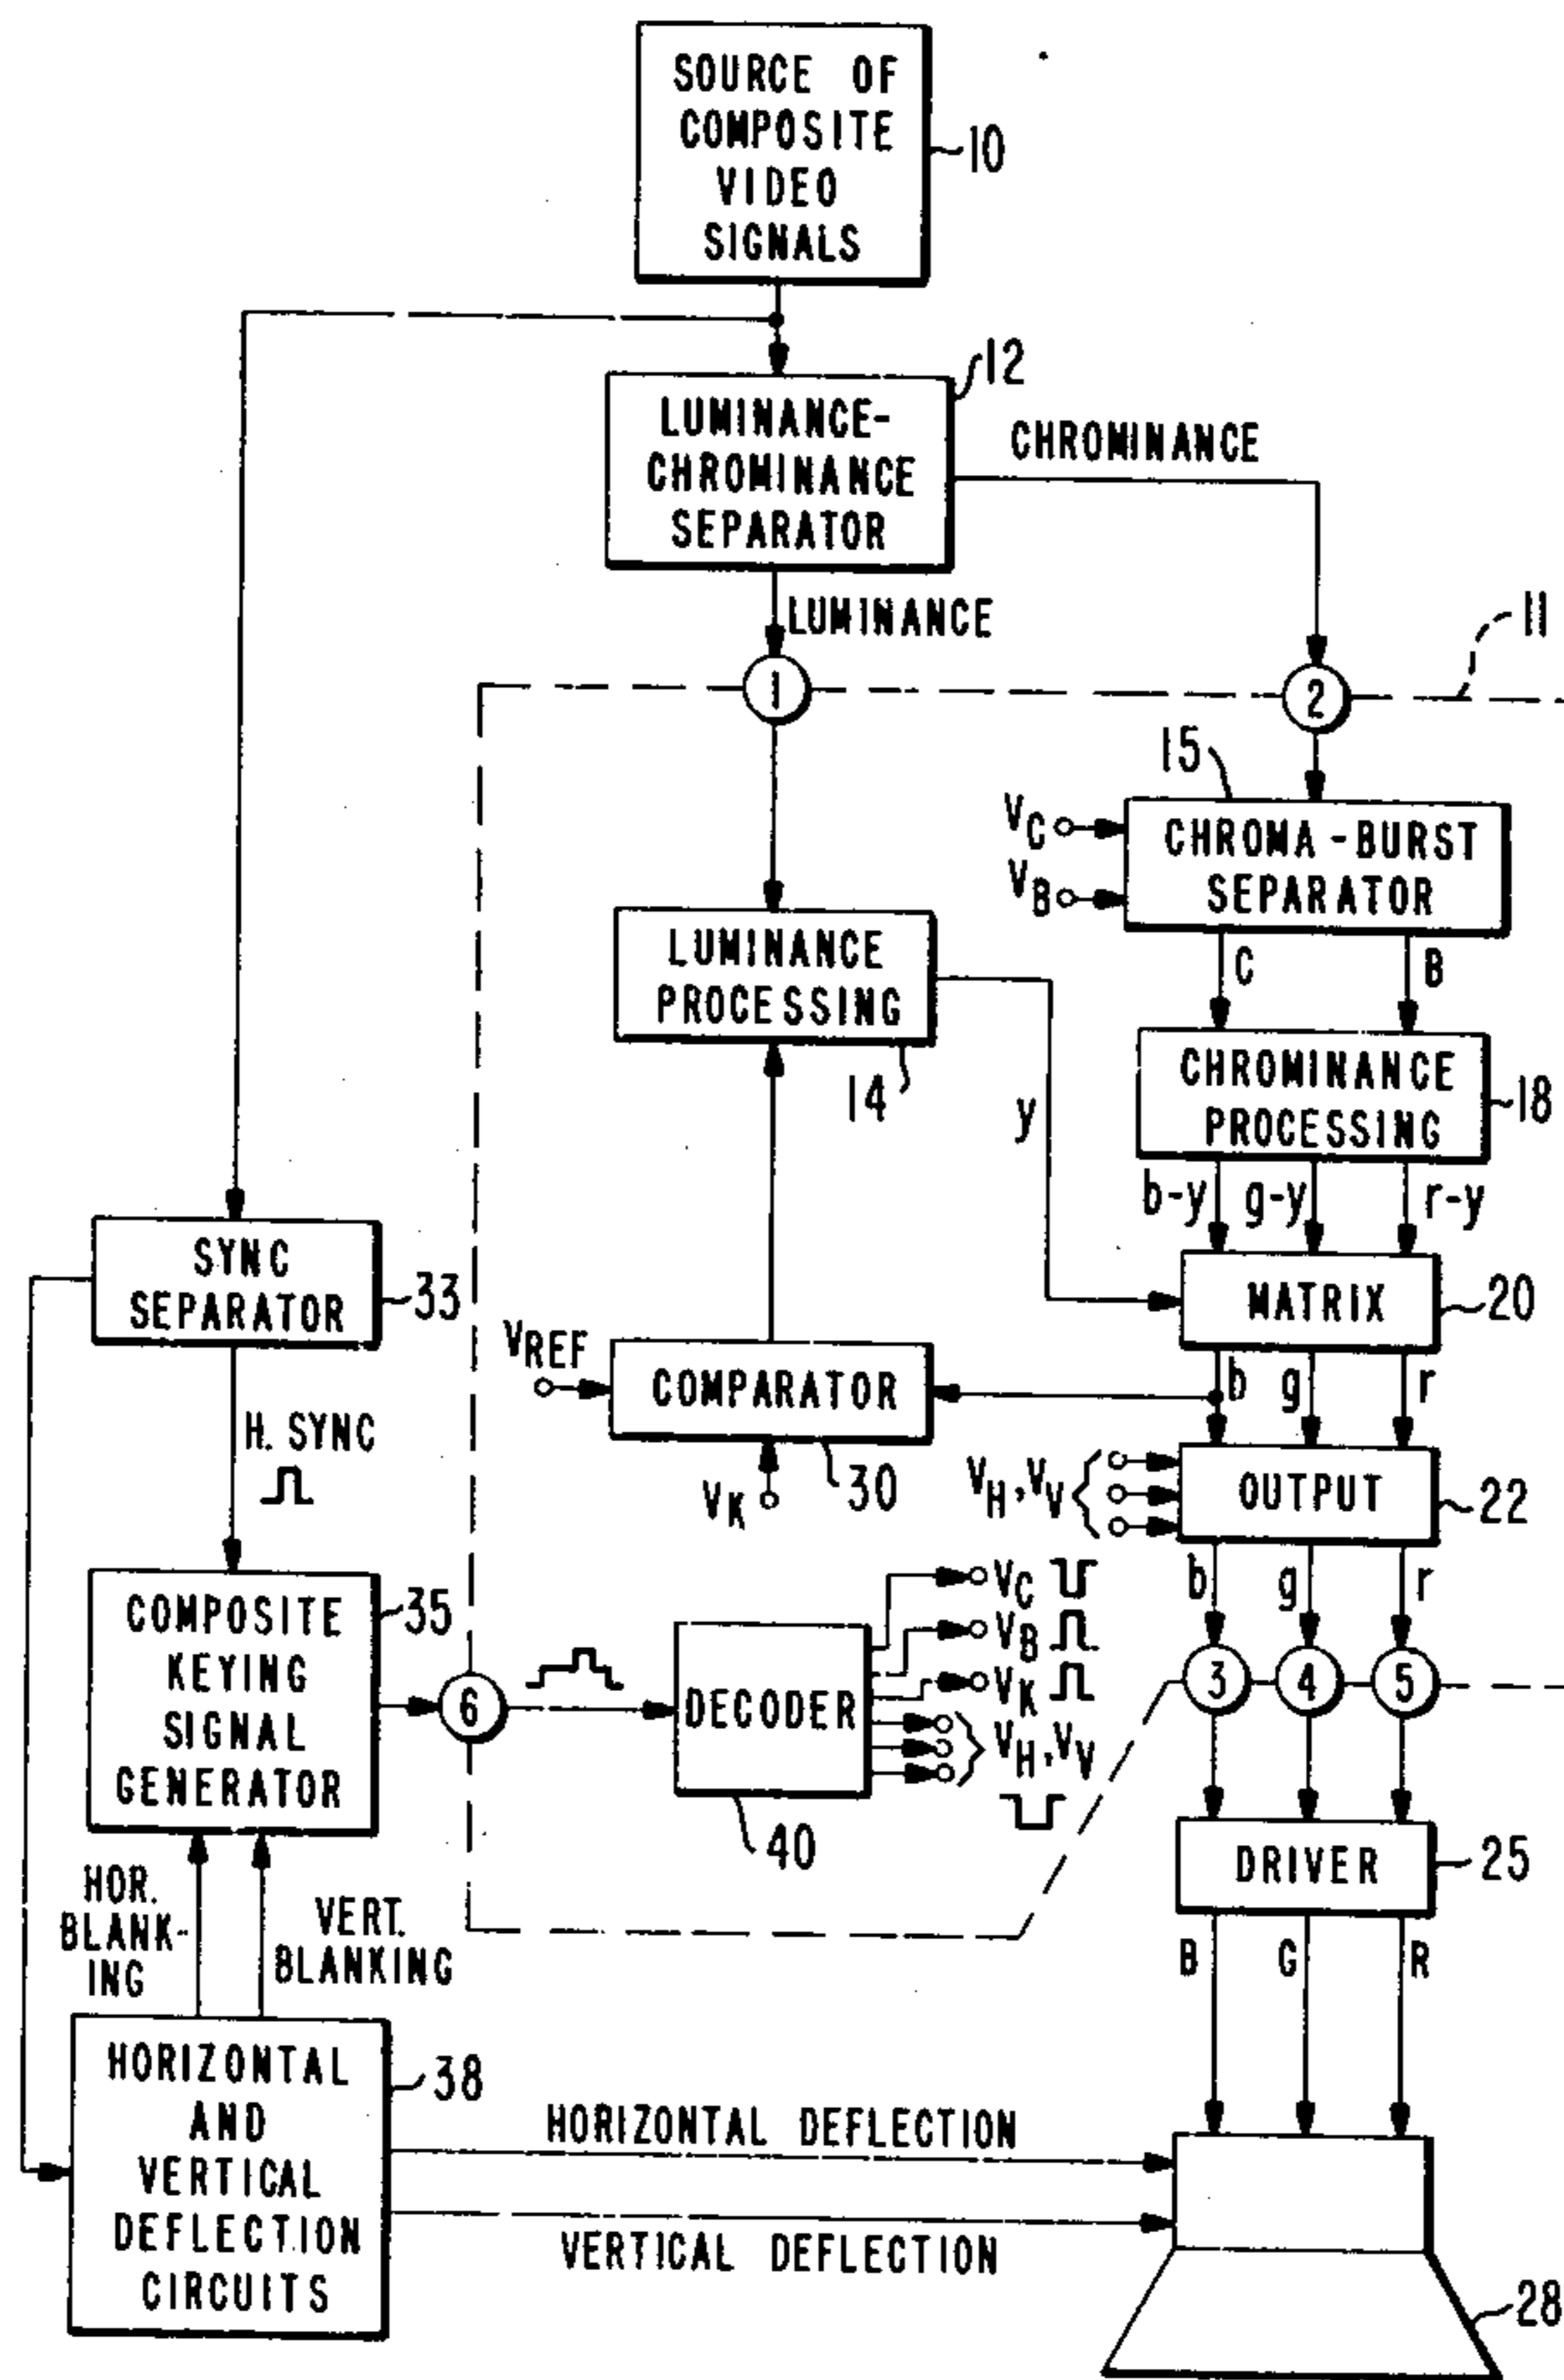 SOURCE OF
COMPOSITE
VIDEO
SIGNALS
10
12
LUMINANCE-
CHROMINANCE
SEPARATOR
CHROMINANCE
LUMINANCE
11
1
2
15
VC
VB
CHROMA-BURST
SEPARATOR
C
B
LUMINANCE
PROCESSING
14
y
CHROMINANCE
PROCESSING
18
b-y
g-y
r-y
SYNC
SEPARATOR
33
MATRIX
20
VREF
COMPARATOR
30
VK
b
g
r
H. SYNC
VH, VV
OUTPUT
22
b
g
r
COMPOSITE
KEYING
SIGNAL
GENERATOR
35
6
DECODER
40
VC
VB
VK
VH, VV
3
4
5
DRIVER
25
HOR.
BLANK-
ING
VERT.
BLANKING
B
G
R
HORIZONTAL
AND
VERTICAL
DEFLECTION
CIRCUITS
38
HORIZONTAL DEFLECTION
VERTICAL DEFLECTION
28